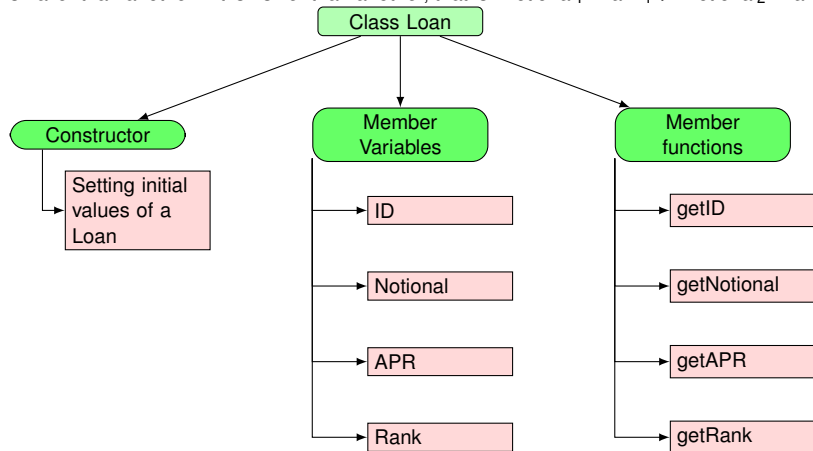 Class Loan
Constructor
Setting initial
values of a
Loan
Member
Variables
ID
Notional
APR
Rank
Member
functions
getID
getNotional
getAPR
getRank